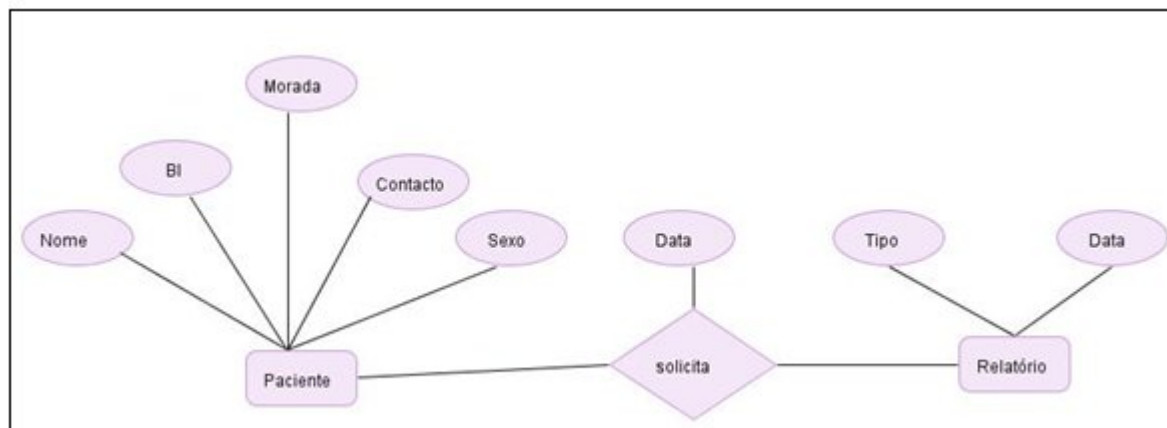 Morada
BI
Contacto
Nome
Sexo
Data
Tipo
Data
Paciente
solicita
Relatório